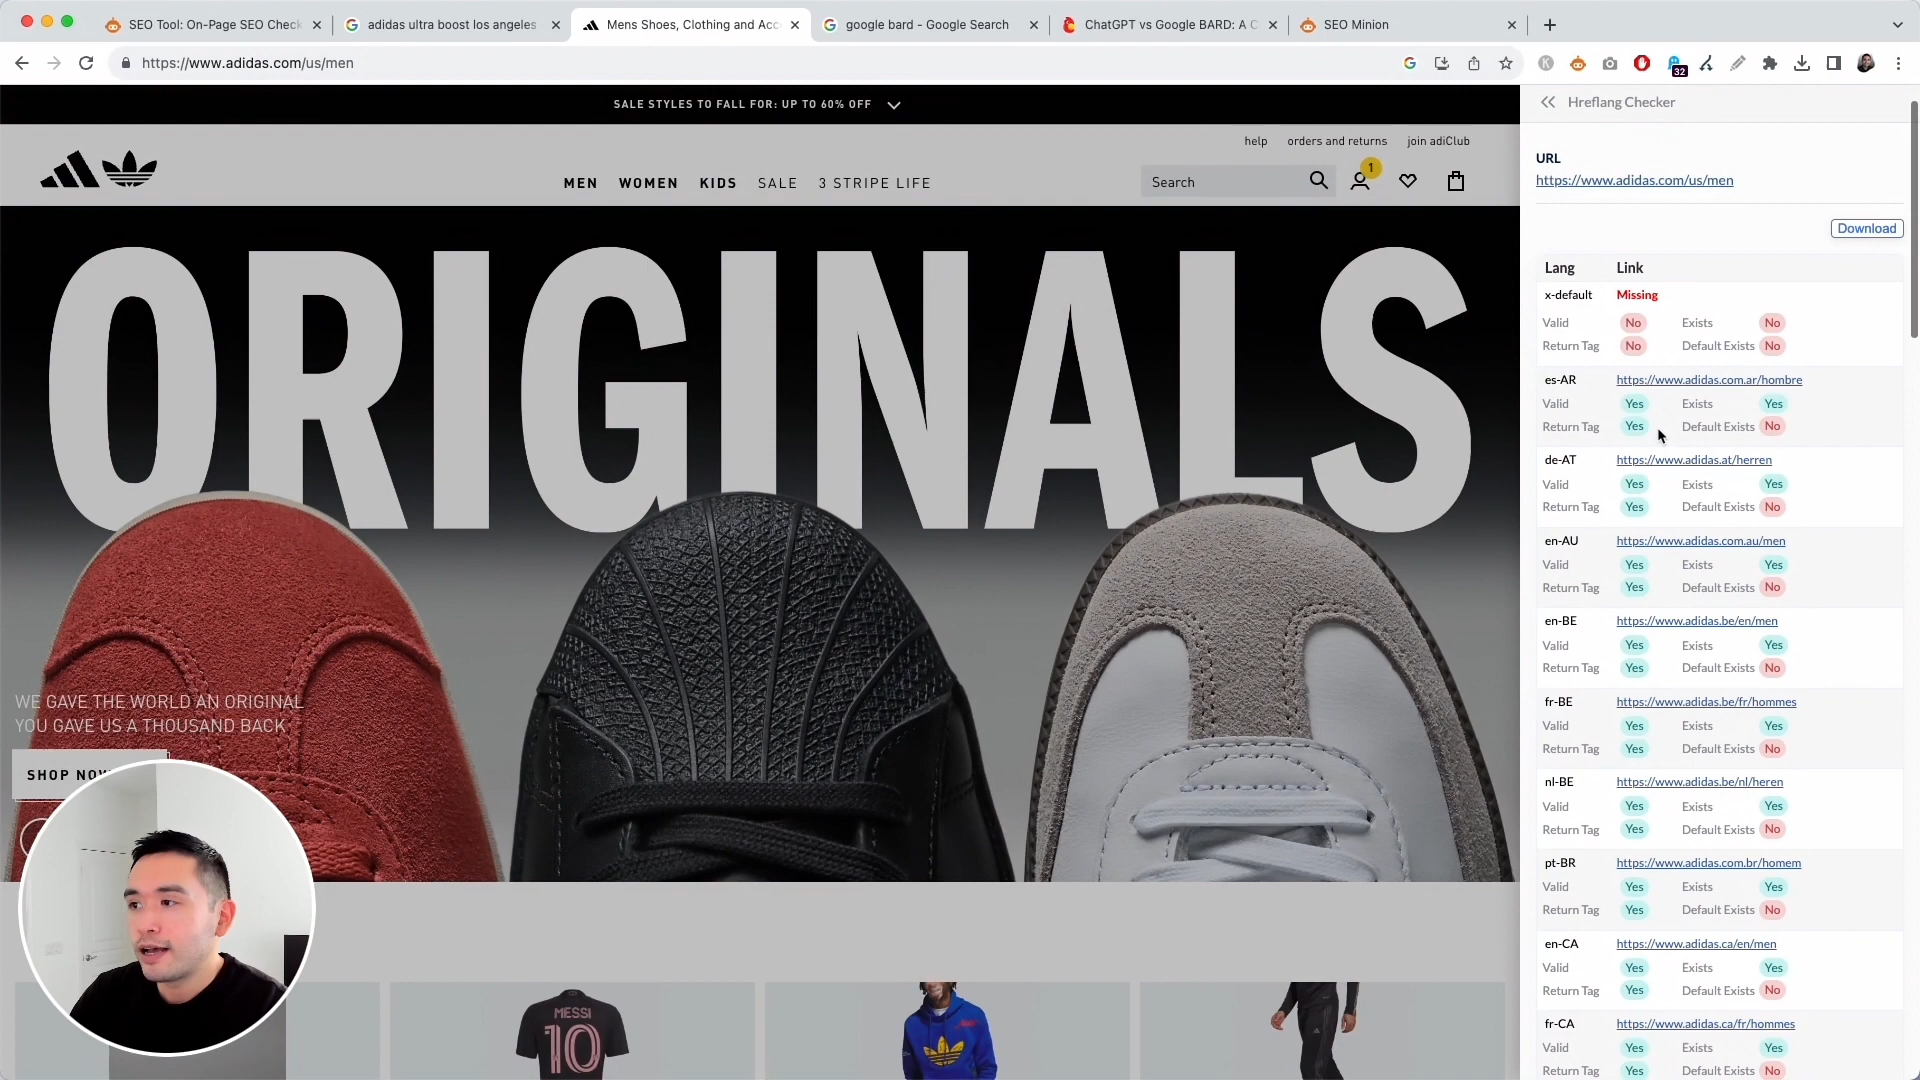 SEO Tool: On-Page SEO Check
adidas ultra boost los angeles
Mens Shoes, Clothing and Acc
google bard - Google Search
ChatGPT vs Google BARD: A C
SEO Minion
https://www.adidas.com/us/men
32
SALE STYLES TO FALL FOR: UP TO 60% OFF
help orders and returns join adiClub
MEN WOMEN KIDS SALE 3 STRIPE LIFE
Search
1
ORIGINALS
WE GAVE THE WORLD AN ORIGINAL
YOU GAVE US A THOUSAND BACK
SHOP NOW
MESSI
10
Hreflang Checker
URL
https://www.adidas.com/us/men
Download
Lang Link
x-default Missing
Valid No Exists No
Return Tag No Default Exists No
es-AR https://www.adidas.com.ar/hombre
Valid Yes Exists Yes
Return Tag Yes Default Exists No
de-AT https://www.adidas.at/herren
Valid Yes Exists Yes
Return Tag Yes Default Exists No
en-AU https://www.adidas.com.au/men
Valid Yes Exists Yes
Return Tag Yes Default Exists No
en-BE https://www.adidas.be/en/men
Valid Yes Exists Yes
Return Tag Yes Default Exists No
fr-BE https://www.adidas.be/fr/hommes
Valid Yes Exists Yes
Return Tag Yes Default Exists No
nl-BE https://www.adidas.be/nl/heren
Valid Yes Exists Yes
Return Tag Yes Default Exists No
pt-BR https://www.adidas.com.br/homem
Valid Yes Exists Yes
Return Tag Yes Default Exists No
en-CA https://www.adidas.ca/en/men
Valid Yes Exists Yes
Return Tag Yes Default Exists No
fr-CA https://www.adidas.ca/fr/hommes
Valid Yes Exists Yes
Return Tag Yes Default Exists No